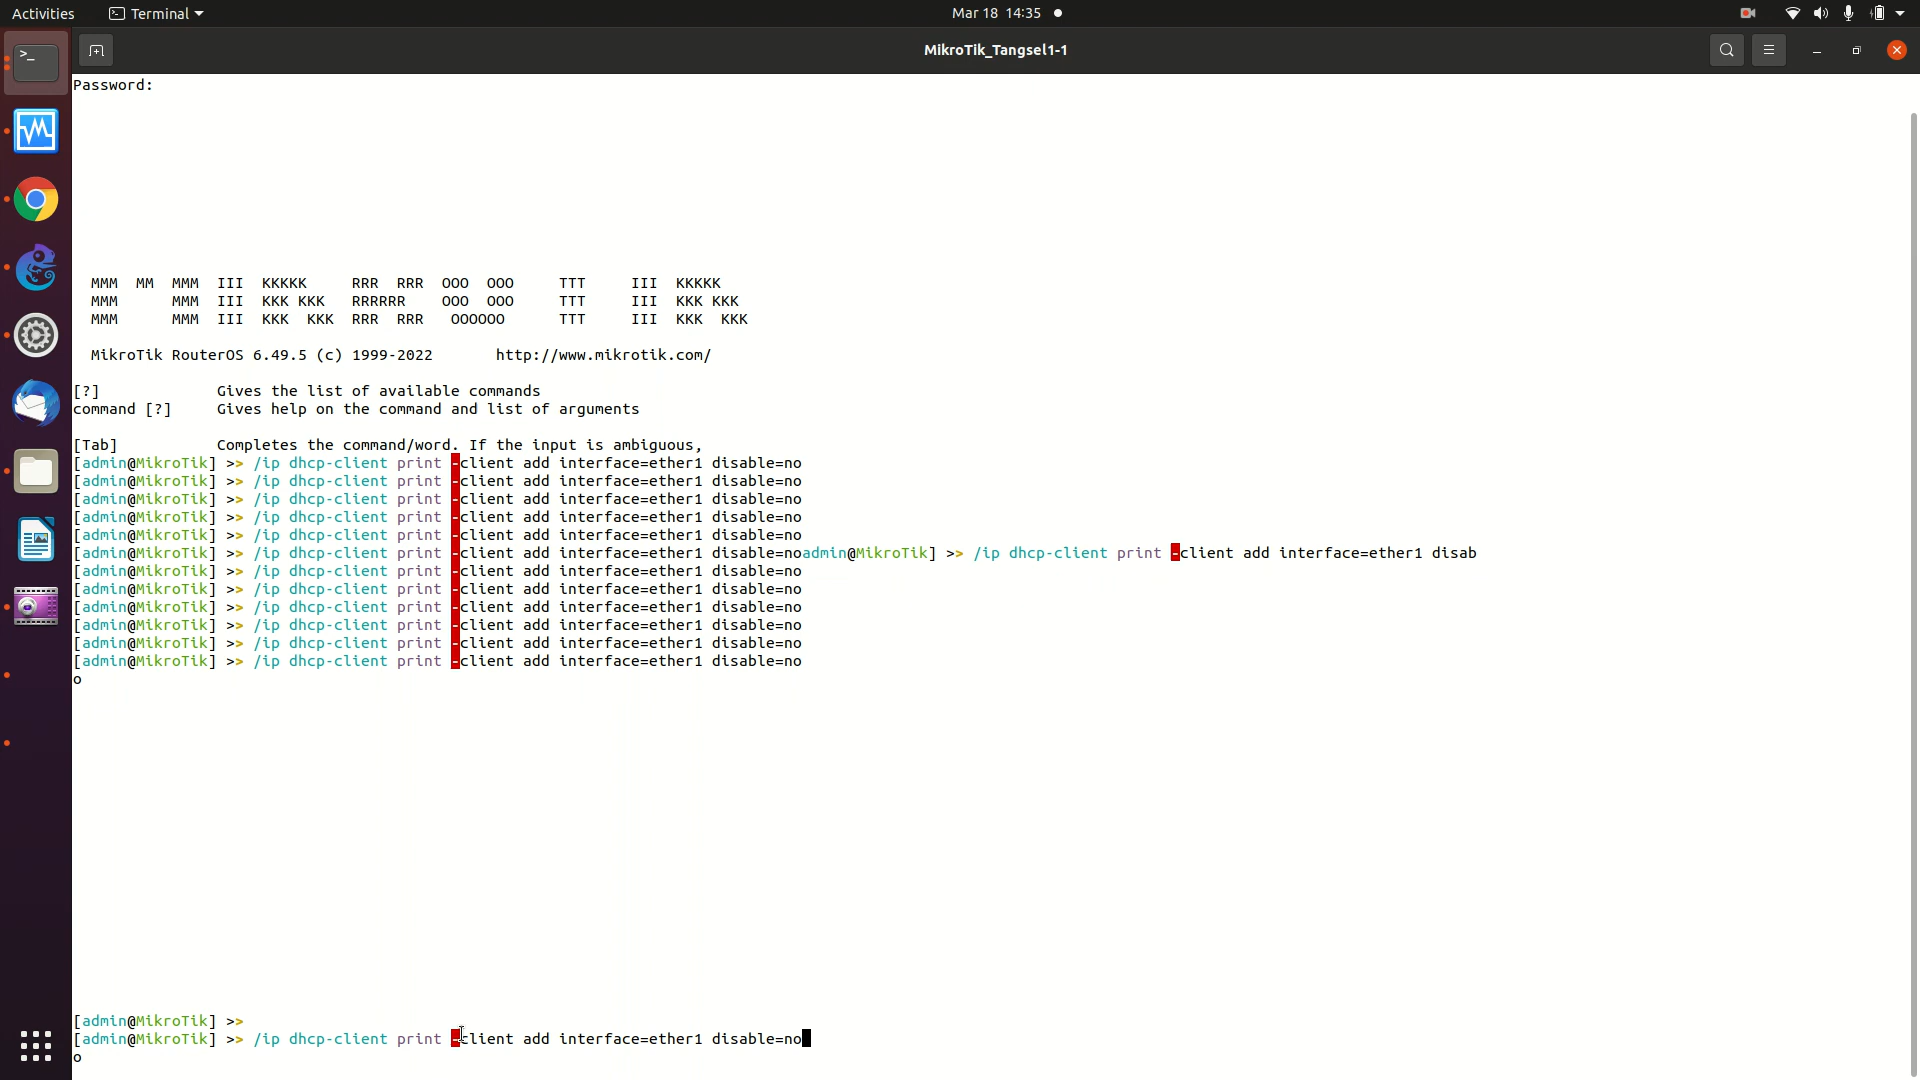 Activities Terminal Mar 18 14:35
MikroTik_Tangsel1-1
Password:
MMM MM MMM III KKKKK RRR RRR OOO OOO TTT III KKKKK
MMM MMM III KKK KKK RRRRRR OOO OOO TTT III KKK KKK
MMM MMM III KKK KKK RRR RRR OOOOOO TTT III KKK KKK
MikroTik RouterOS 6.49.5 (c) 1999-2022 http://www.mikrotik.com/
[?] Gives the list of available commands
command [?] Gives help on the command and list of arguments
[Tab] Completes the command/word. If the input is ambiguous,
[admin@MikroTik] >> /ip dhcp-client print -client add interface=ether1 disable=no
[admin@MikroTik] >> /ip dhcp-client print -client add interface=ether1 disable=no
[admin@MikroTik] >> /ip dhcp-client print -client add interface=ether1 disable=no
[admin@MikroTik] >> /ip dhcp-client print -client add interface=ether1 disable=no
[admin@MikroTik] >> /ip dhcp-client print -client add interface=ether1 disable=no
[admin@MikroTik] >> /ip dhcp-client print -client add interface=ether1 disable=noadmin@MikroTik] >> /ip dhcp-client print -client add interface=ether1 disab
[admin@MikroTik] >> /ip dhcp-client print -client add interface=ether1 disable=no
[admin@MikroTik] >> /ip dhcp-client print -client add interface=ether1 disable=no
[admin@MikroTik] >> /ip dhcp-client print -client add interface=ether1 disable=no
[admin@MikroTik] >> /ip dhcp-client print -client add interface=ether1 disable=no
[admin@MikroTik] >> /ip dhcp-client print -client add interface=ether1 disable=no
[admin@MikroTik] >> /ip dhcp-client print -client add interface=ether1 disable=no
o
[admin@MikroTik] >>
[admin@MikroTik] >> /ip dhcp-client print -client add interface=ether1 disable=no
o